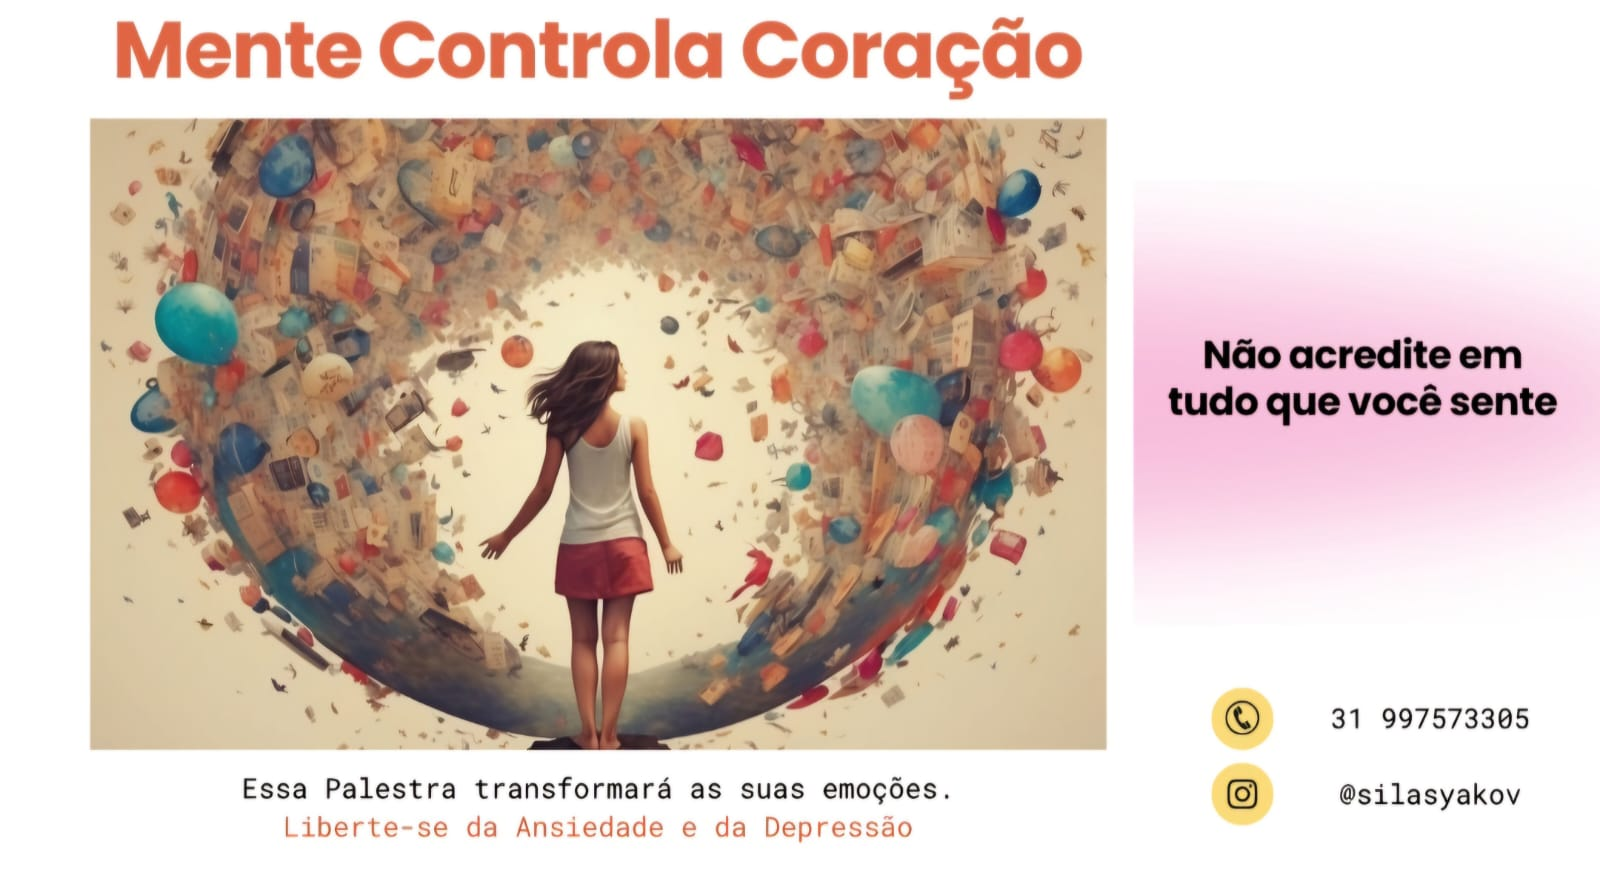 Mente Controla Coração
Não acredite em
tudo que você sente
31 997573305
@silasyakov
Essa Palestra transformará as suas emoções.
Liberte-se da Ansiedade e da Depressão